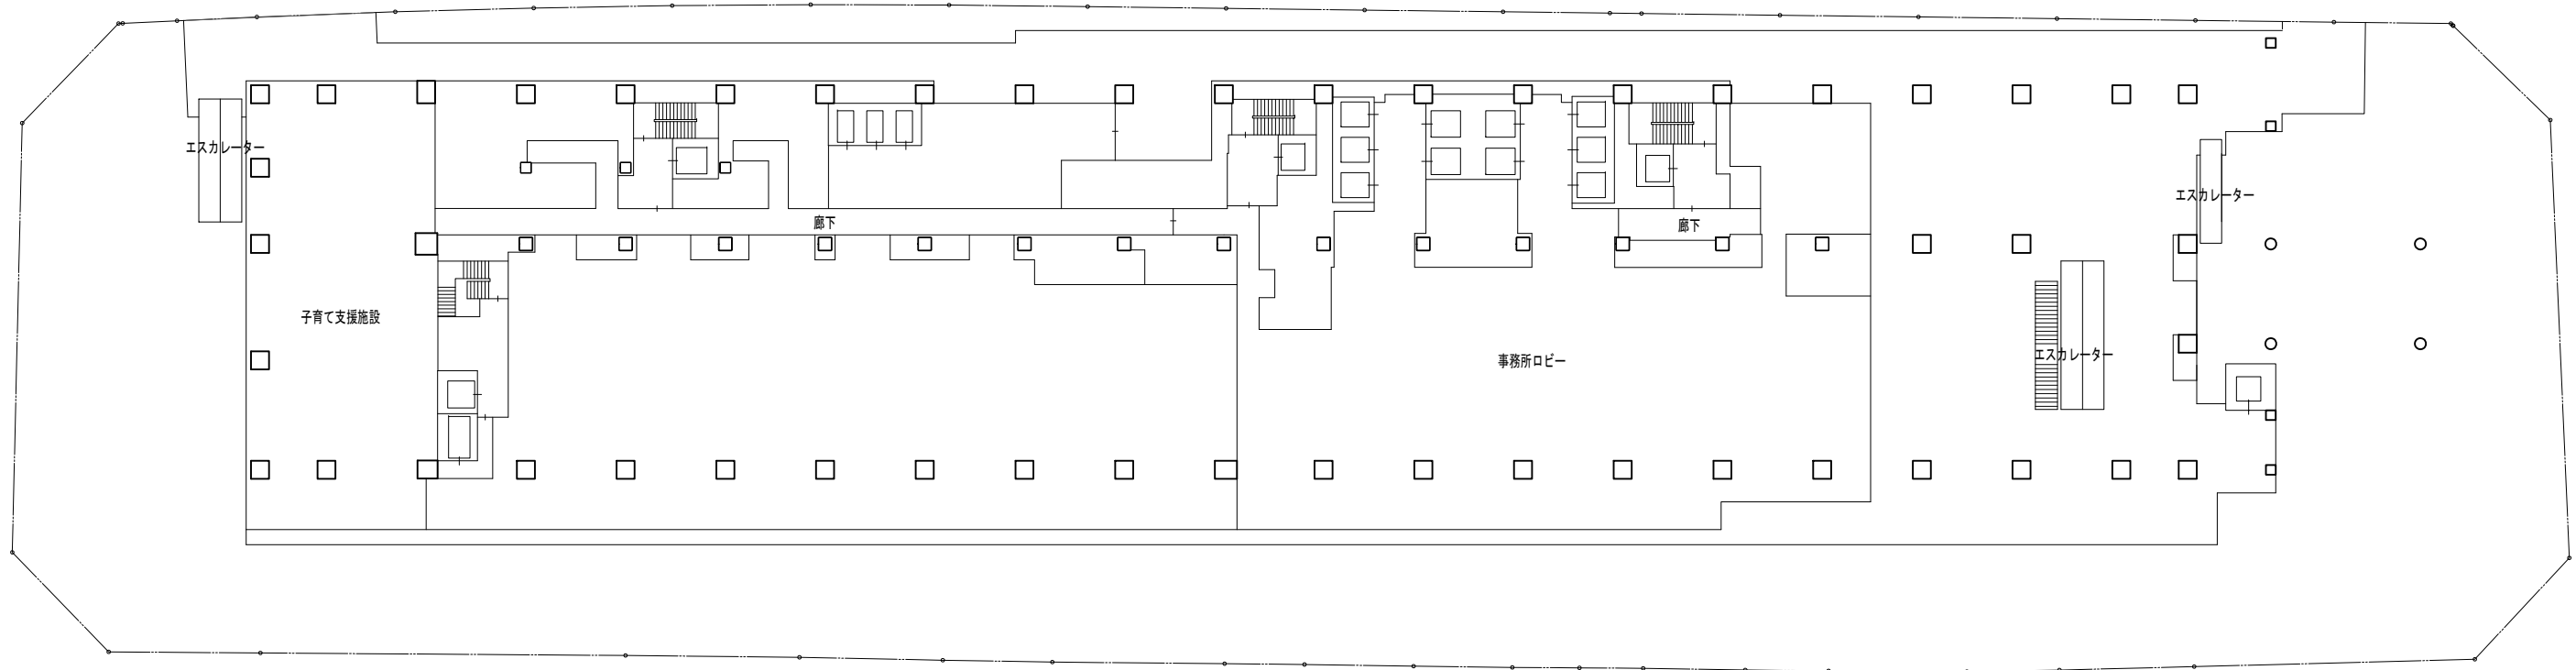 エスカレーター
エスカレーター
廊下
廊下
子育て支援施設
エスカレーター
事務所ロビー